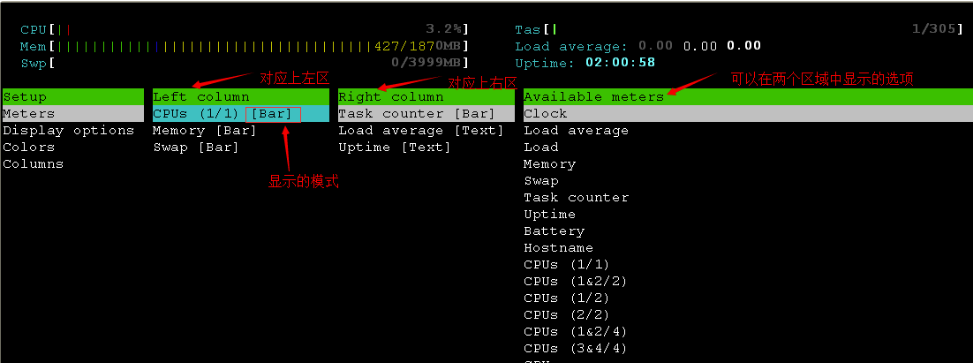 CPU[|| 3.2%]
Tas[| 1/305]
Mem[||||||||||||||||||||||||||||||||||||||427/1870MB]
Load average: 0.00 0.00 0.00
Swp[ 0/3999MB]
Uptime: 02:00:58
对应上左区
对应上右区
可以在两个区域中显示的选项
Setup
Left column
Right column
Available meters
Meters
CPUs (1/1) [Bar]
Task counter [Bar]
Clock
Display options
Memory [Bar]
Load average [Text]
Load average
Colors
Swap [Bar]
Uptime [Text]
Load
Columns
Memory
显示的模式
Swap
Task counter
Uptime
Battery
Hostname
CPUs (1/1)
CPUs (1&2/2)
CPUs (1/2)
CPUs (2/2)
CPUs (1&2/4)
CPUs (3&4/4)